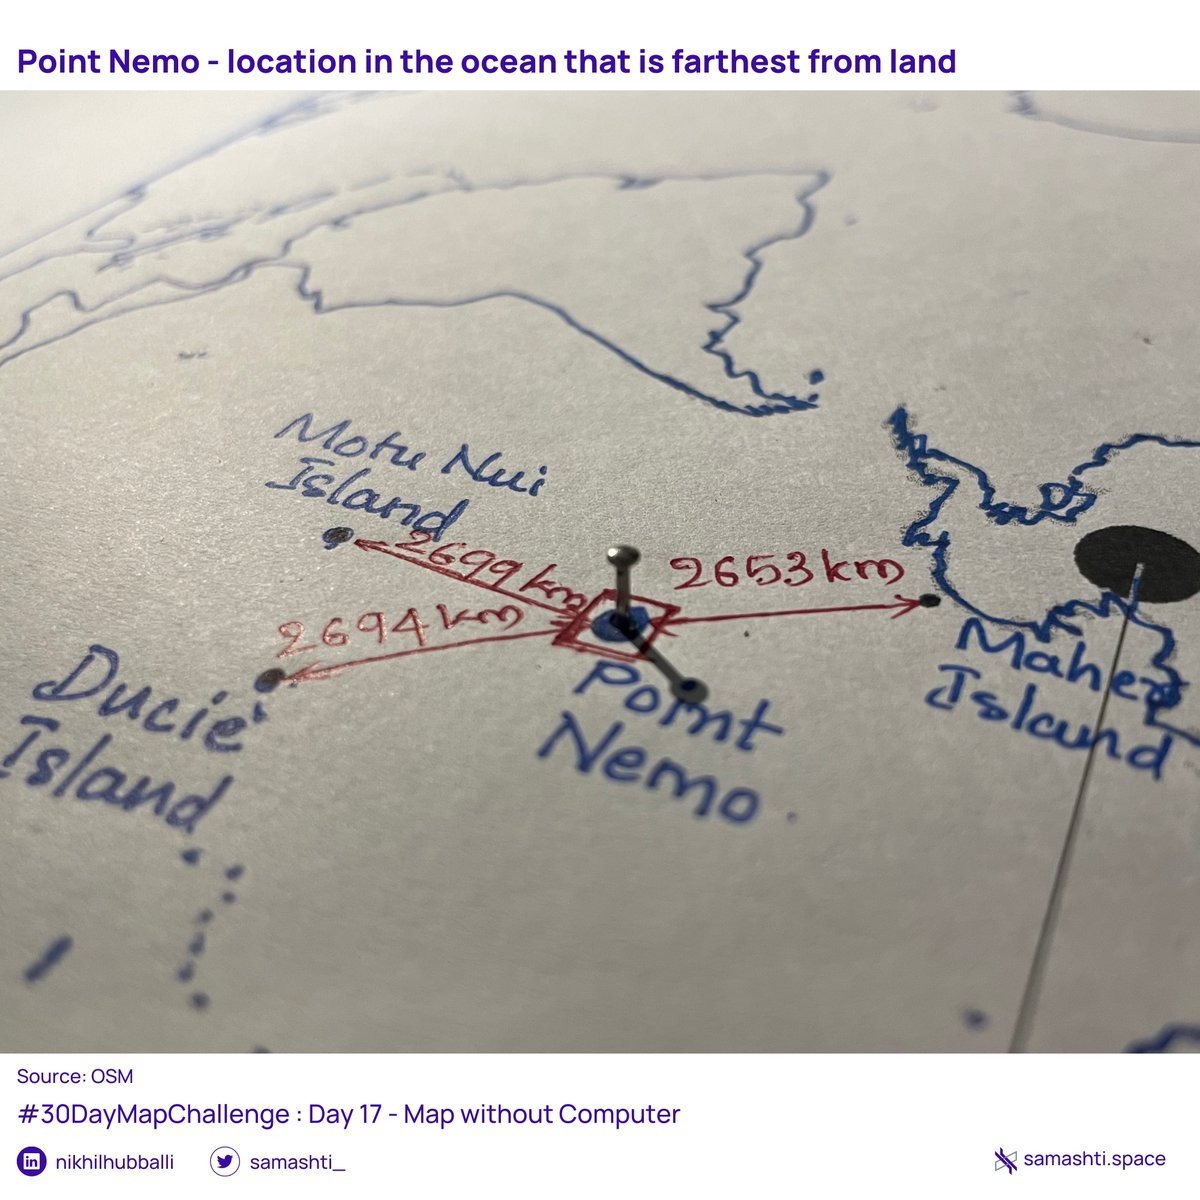 Point Nemo - location in the ocean that is farthest from land
Motu Nui
Island
2699 km
2653 km
2694 km
Ducie
Island
Point
Nemo
Maher
Island
Source: OSM
#30DayMapChallenge : Day 17 - Map without Computer
nikhilhubballi
samashti_
samashti.space